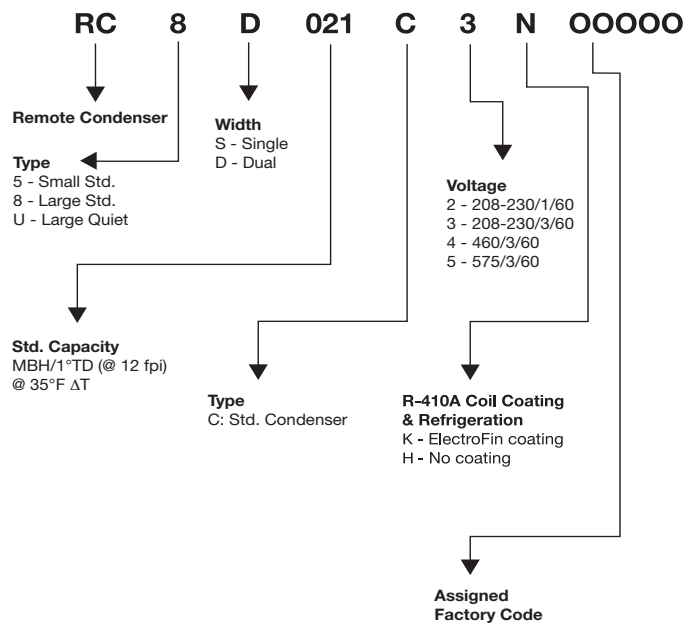 RC 8 D 021 C 3 N OOOOO
Remote Condenser
Type
5 - Small Std.
8 - Large Std.
U - Large Quiet
Width
S - Single
D - Dual
Voltage
2 - 208-230/1/60
3 - 208-230/3/60
4 - 460/3/60
5 - 575/3/60
Std. Capacity
MBH/1°TD (@ 12 fpi)
@ 35°F ΔT
Type
C: Std. Condenser
R-410A Coil Coating
& Refrigeration
K - ElectroFin coating
H - No coating
Assigned
Factory Code